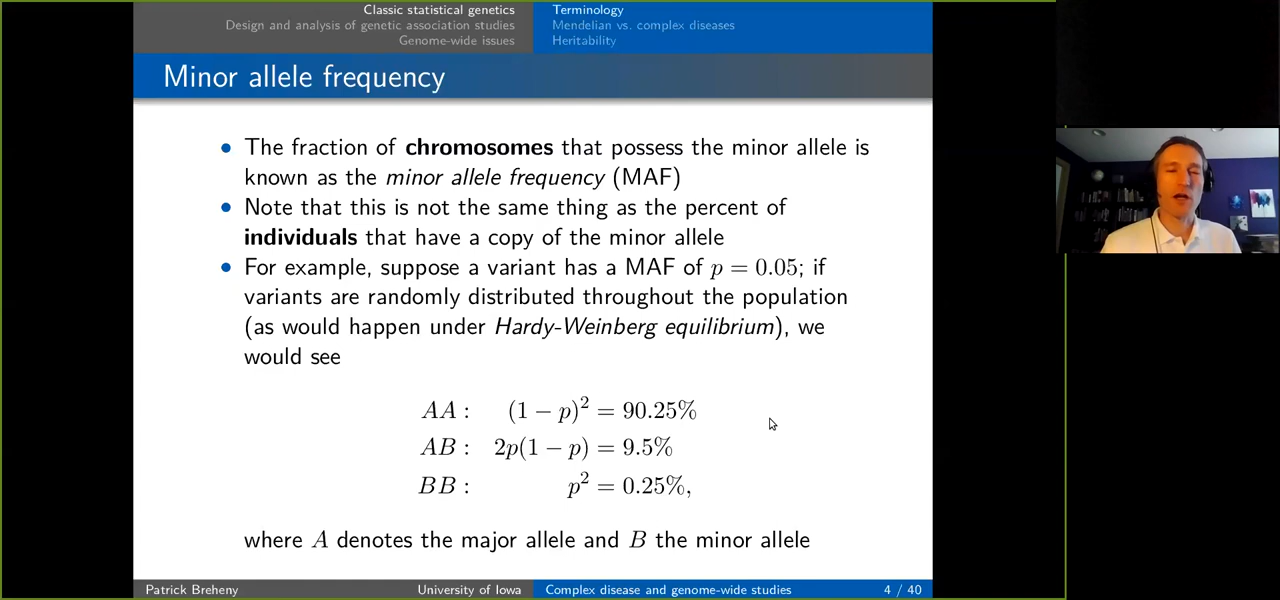 Classic statistical genetics
Design and analysis of genetic association studies
Genome-wide issues
Terminology
Mendelian vs. complex diseases
Heritability
Minor allele frequency
• The fraction of chromosomes that possess the minor allele is
known as the minor allele frequency (MAF)
• Note that this is not the same thing as the percent of
individuals that have a copy of the minor allele
• For example, suppose a variant has a MAF of p = 0.05; if
variants are randomly distributed throughout the population
(as would happen under Hardy-Weinberg equilibrium), we
would see
AA : (1 − p)² = 90.25%
AB : 2p(1 − p) = 9.5%
BB : p² = 0.25%,
where A denotes the major allele and B the minor allele
Patrick Breheny University of Iowa Complex disease and genome-wide studies 4 / 40